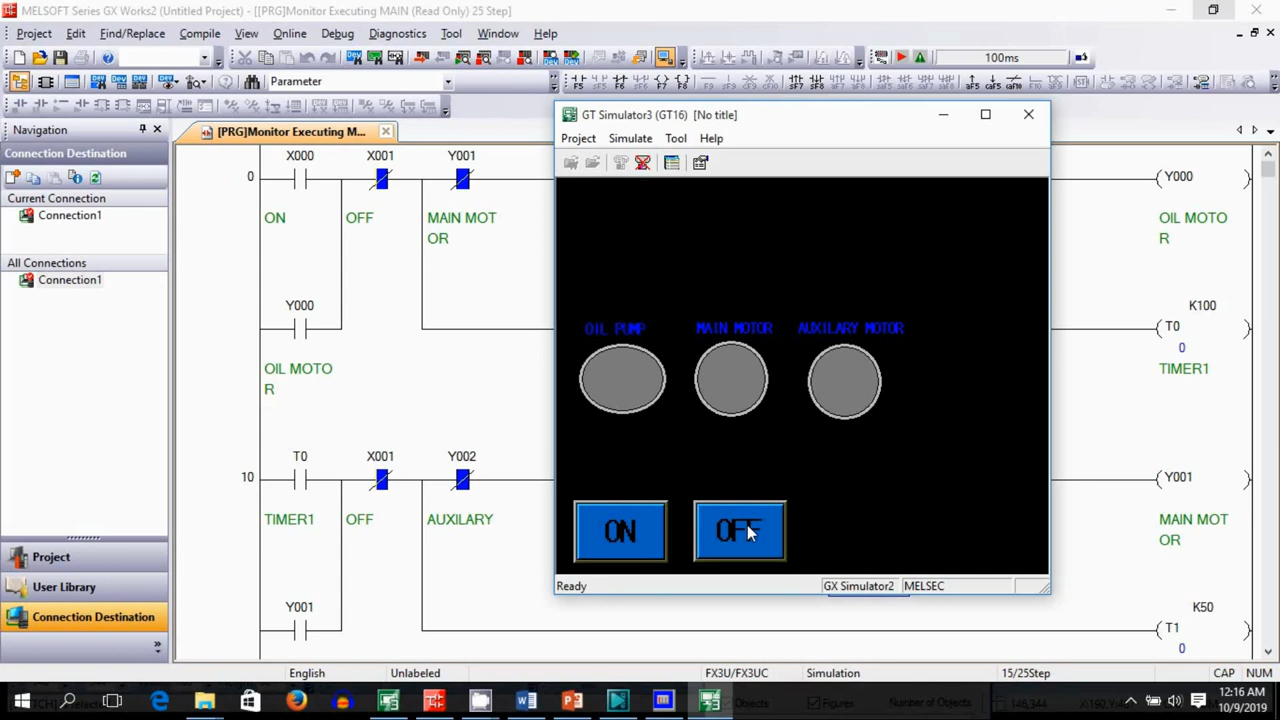 MELSOFT Series GX Works2 (Untitled Project) - [[PRG]Monitor Executing MAIN (Read Only) 25 Step]
Project Edit Find/Replace Compile View Online Debug Diagnostics Tool Window Help
100ms
Parameter
Navigation
[PRG]Monitor Executing M...
Connection Destination
Current Connection
Connection1
All Connections
Connection1
Project
User Library
Connection Destination
X000 X001 Y001
0
Y000
ON OFF MAIN MOT
OR
OIL MOTO
R
Y000
K100
T0
0
OIL MOTO
R
TIMER1
T0 X001 Y002
10
Y001
TIMER1 OFF AUXILARY
MAIN MOT
OR
Y001
K50
T1
0
GT Simulator3 (GT16) [No title]
Project Simulate Tool Help
OIL PUMP MAIN MOTOR AUXILARY MOTOR
ON OFF
Ready GX Simulator2 MELSEC
English Unlabeled FX3U/FX3UC Simulation 15/25Step CAP NUM
Objects Figures Number of Objects
12:16 AM
10/9/2019